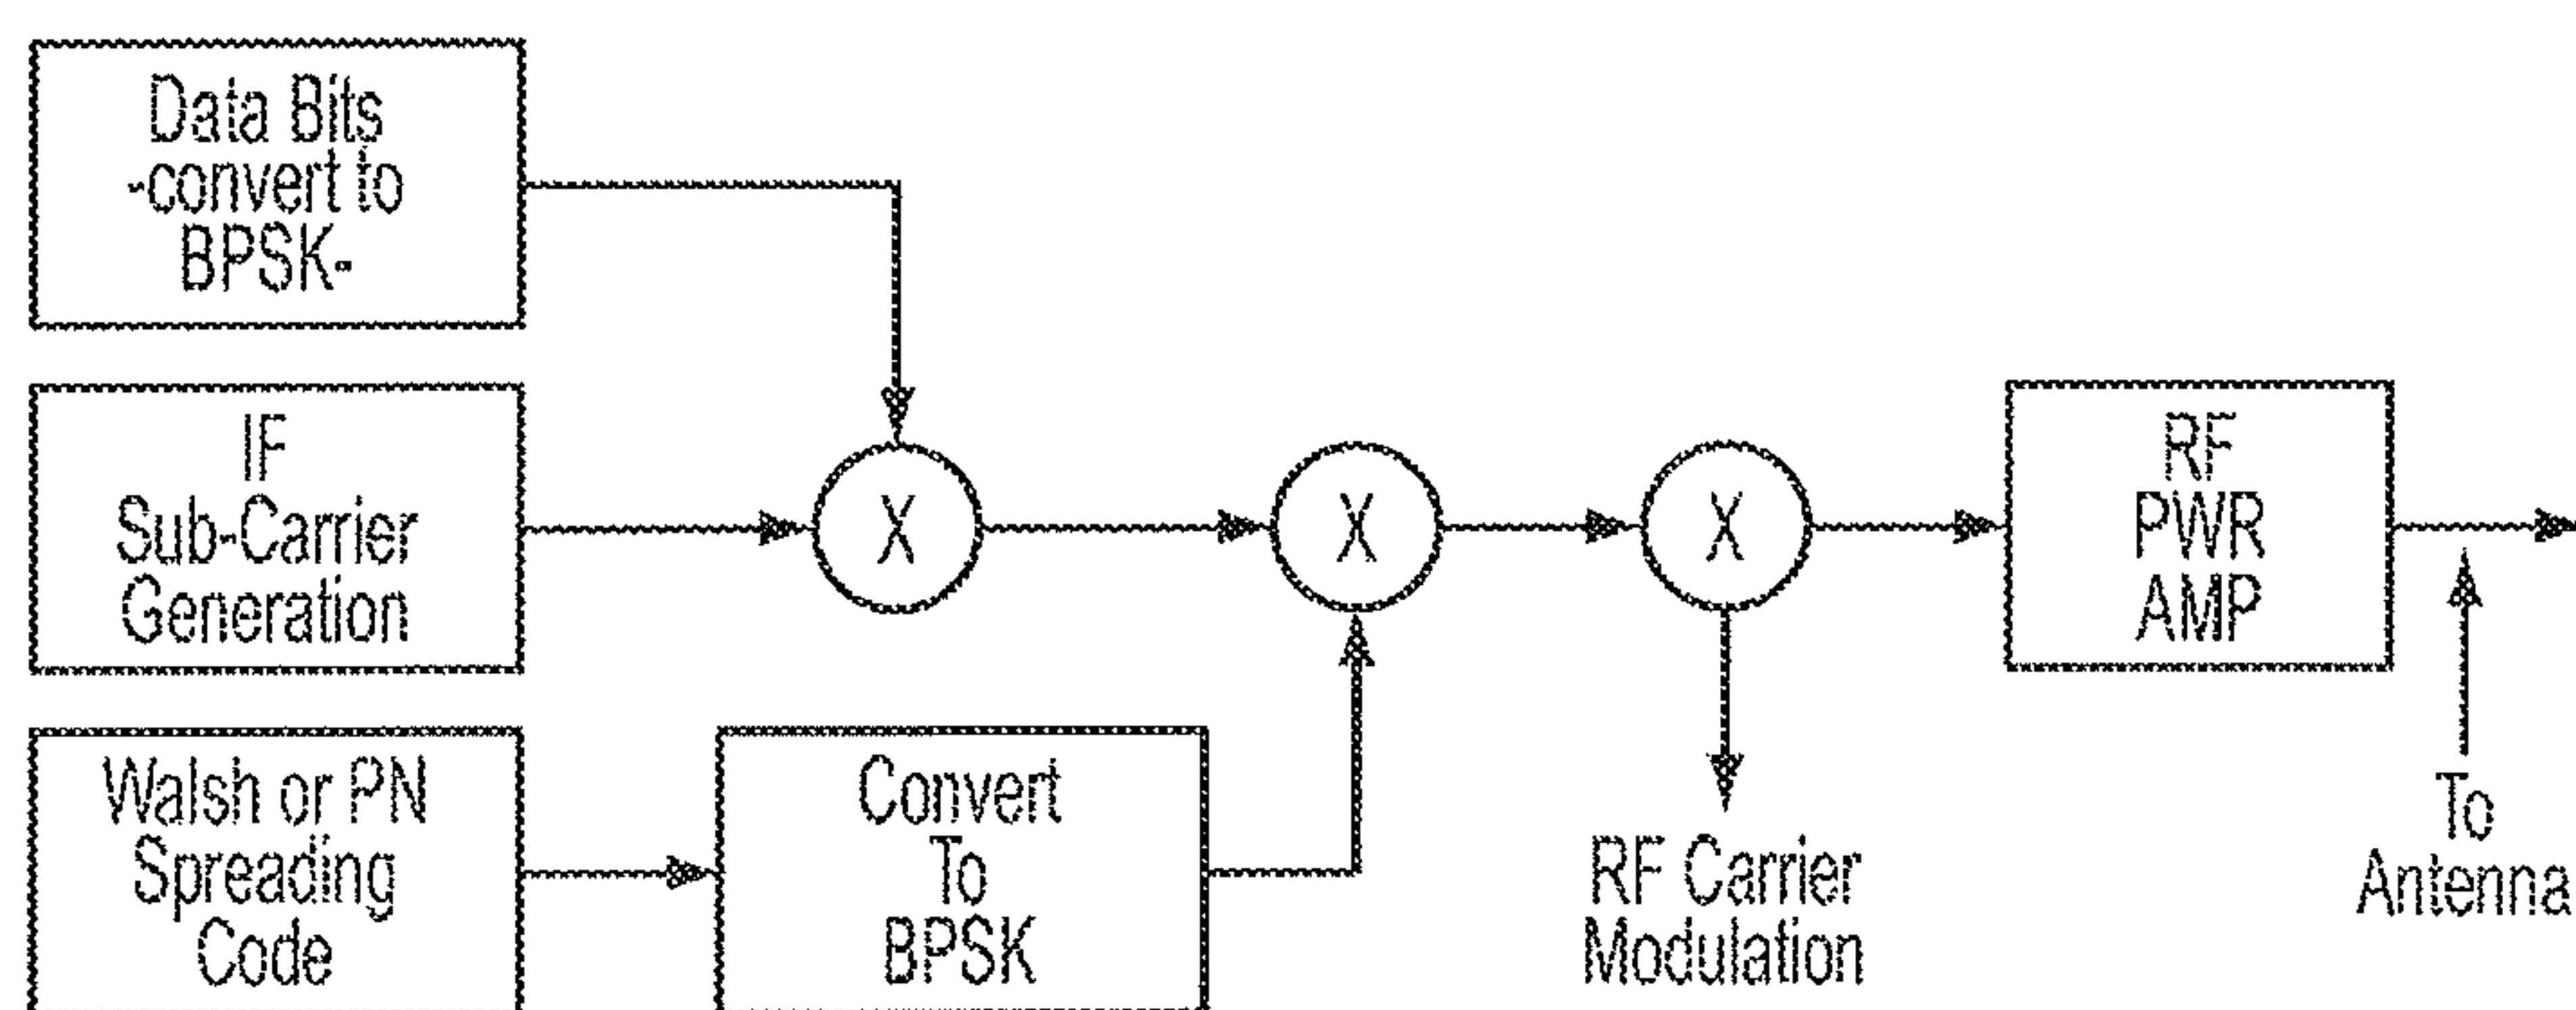 Data Bits
-convert to
BPSK-
IF
Sub-Carrier
Generation
X
X
X
RF
PWR
AMP
Walsh or PN
Spreading
Code
Convert
To
BPSK
RF Carrier
Modulation
To
Antenna